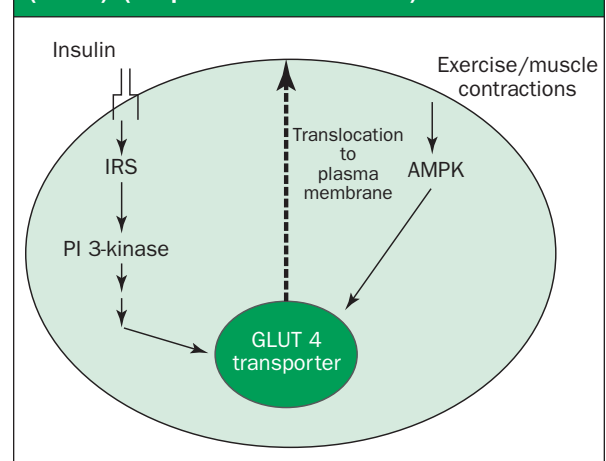 Insulin
Exercise/muscle
contractions
Translocation
to
plasma
membrane
IRS
AMPK
PI 3-kinase
GLUT 4
transporter